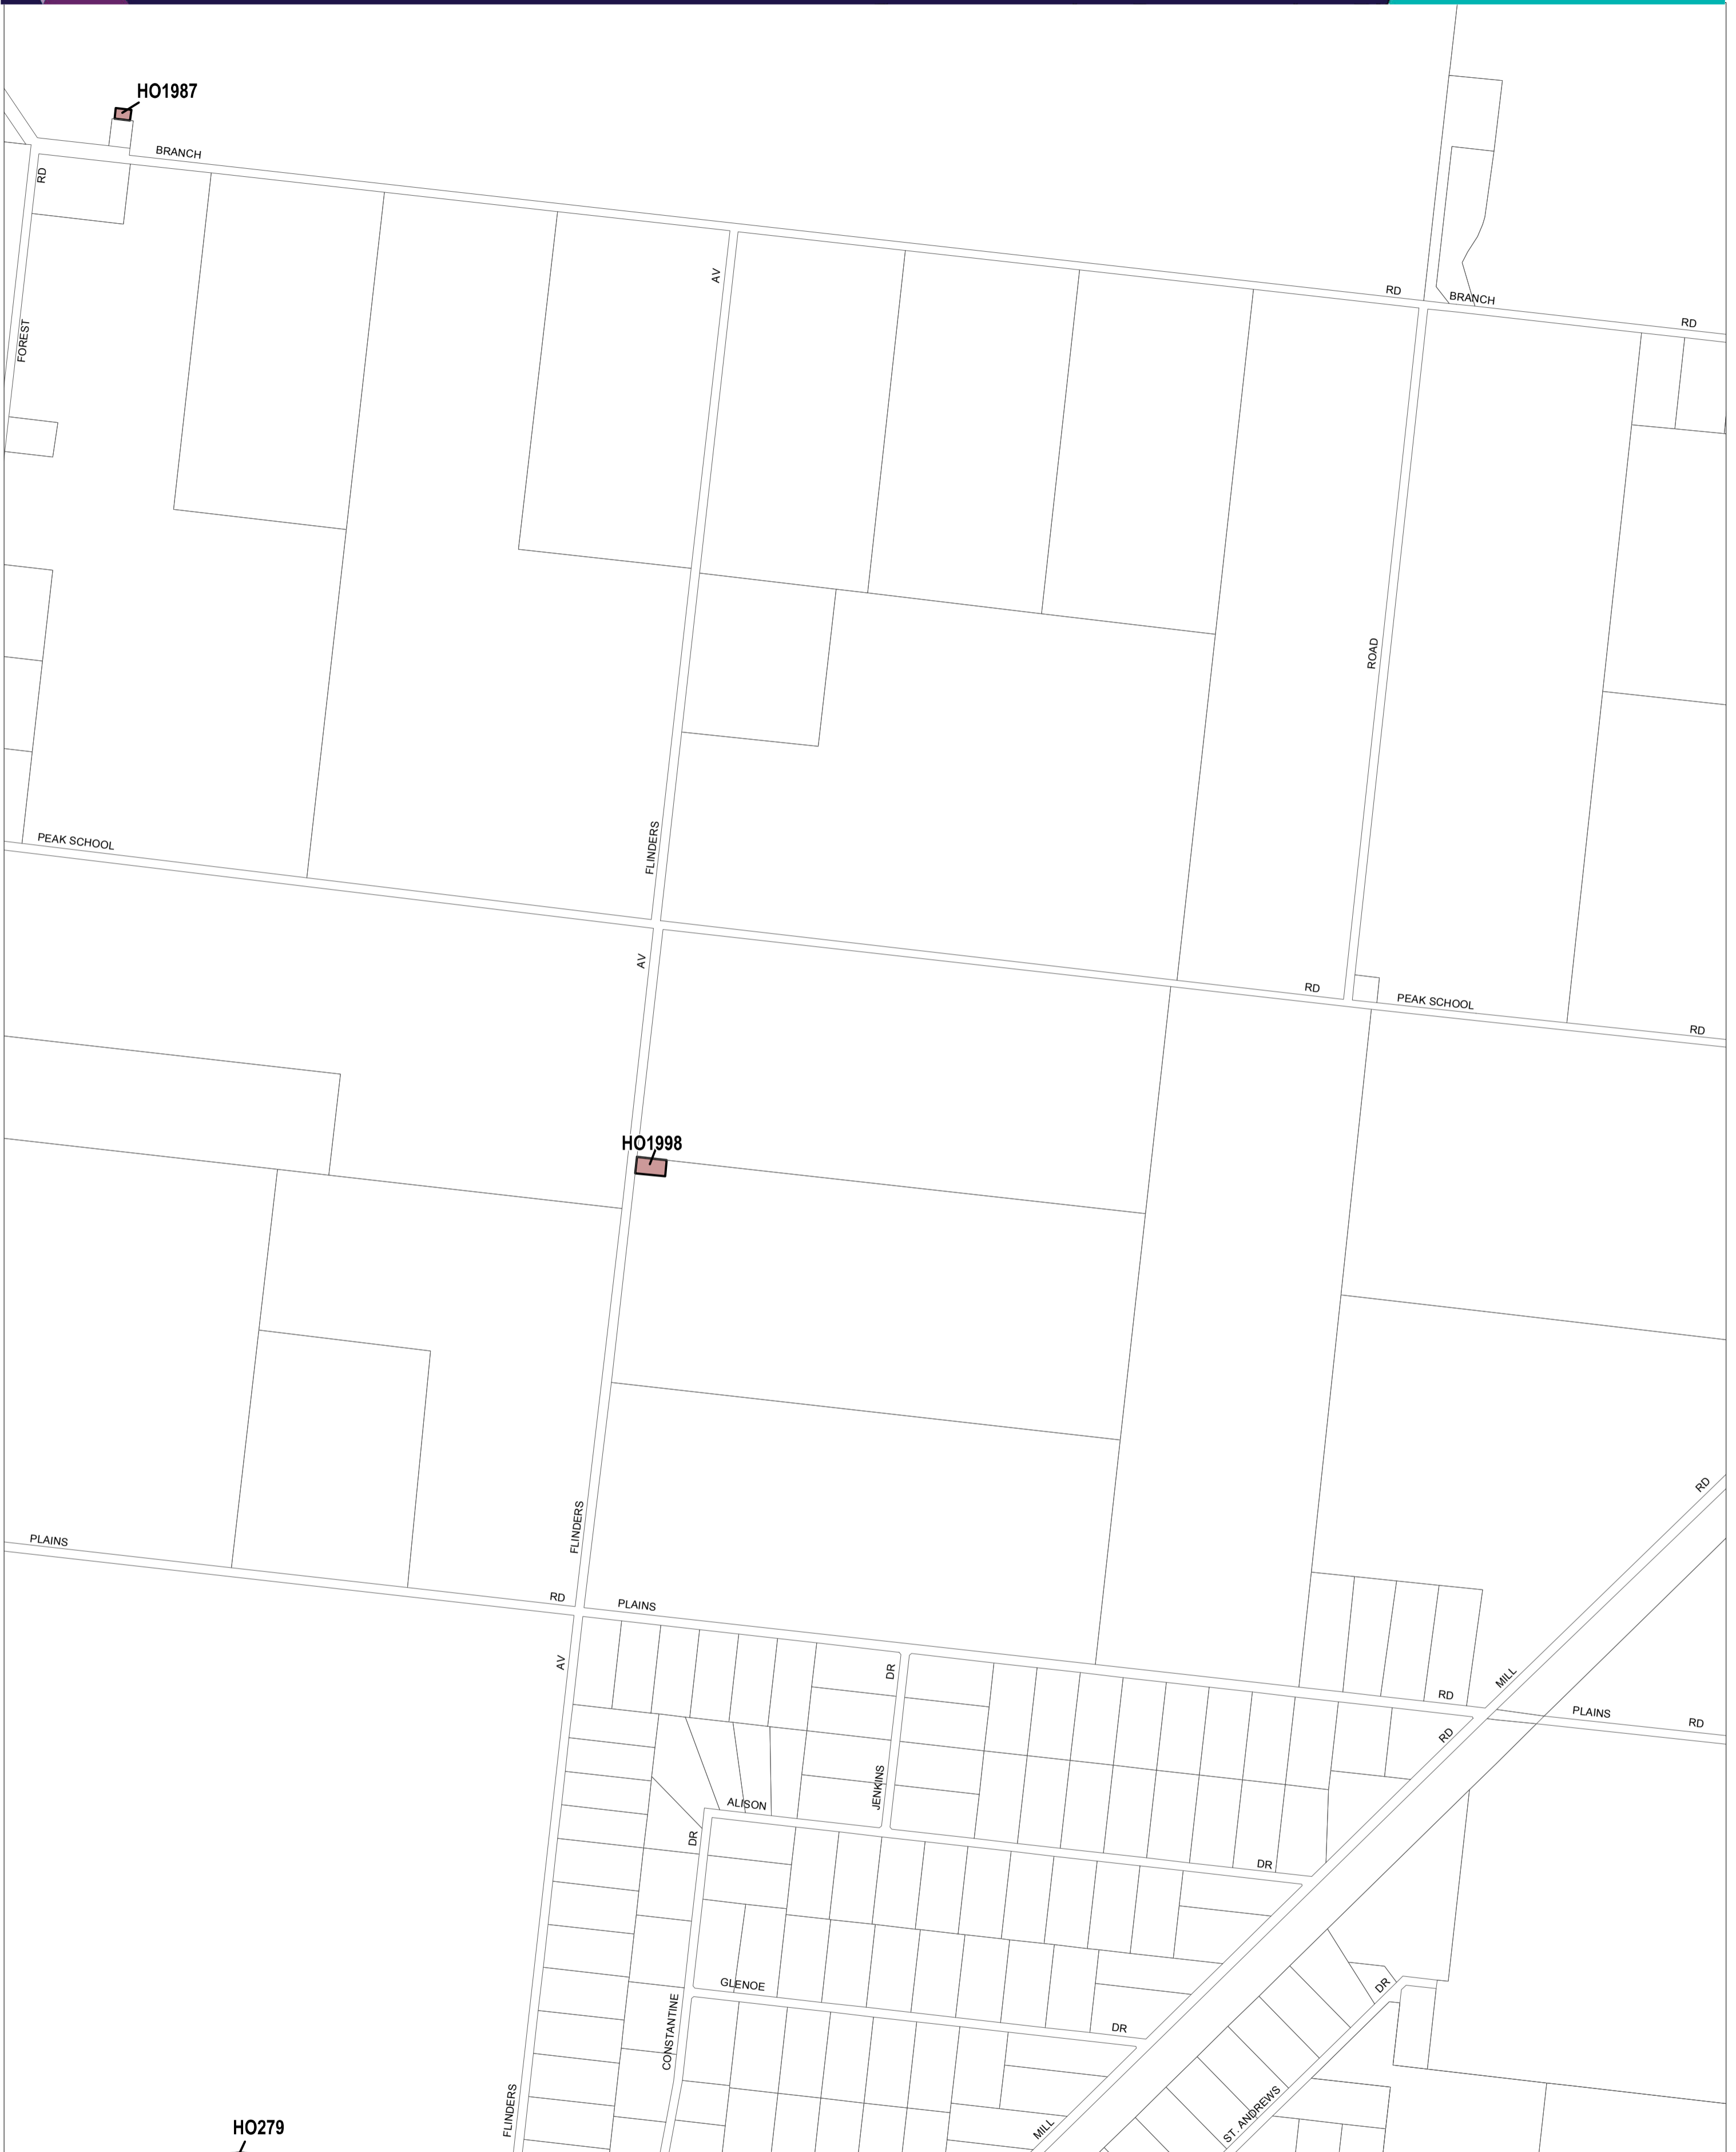 HO1987
BRANCH
RD
AV
RD
BRANCH
RD
FOREST
ROAD
FLINDERS
PEAK SCHOOL
AV
RD
PEAK SCHOOL
RD
HO1998
RD
FLINDERS
PLAINS
RD
PLAINS
AV
DR
RD
MILL
PLAINS
RD
RD
JENKINS
ALISON
DR
DR
GLENOE
DR
DR
CONSTANTINE
FLINDERS
HO279
MILL
ST. ANDREWS